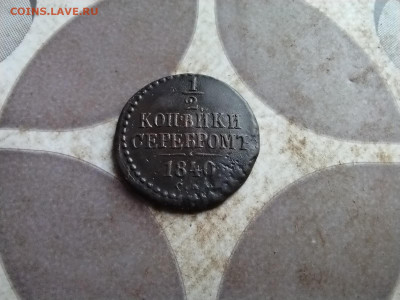 COINS.LAVE.RU
1
2
КОПѢЙКИ
СЕРЕБРОМЪ
1840